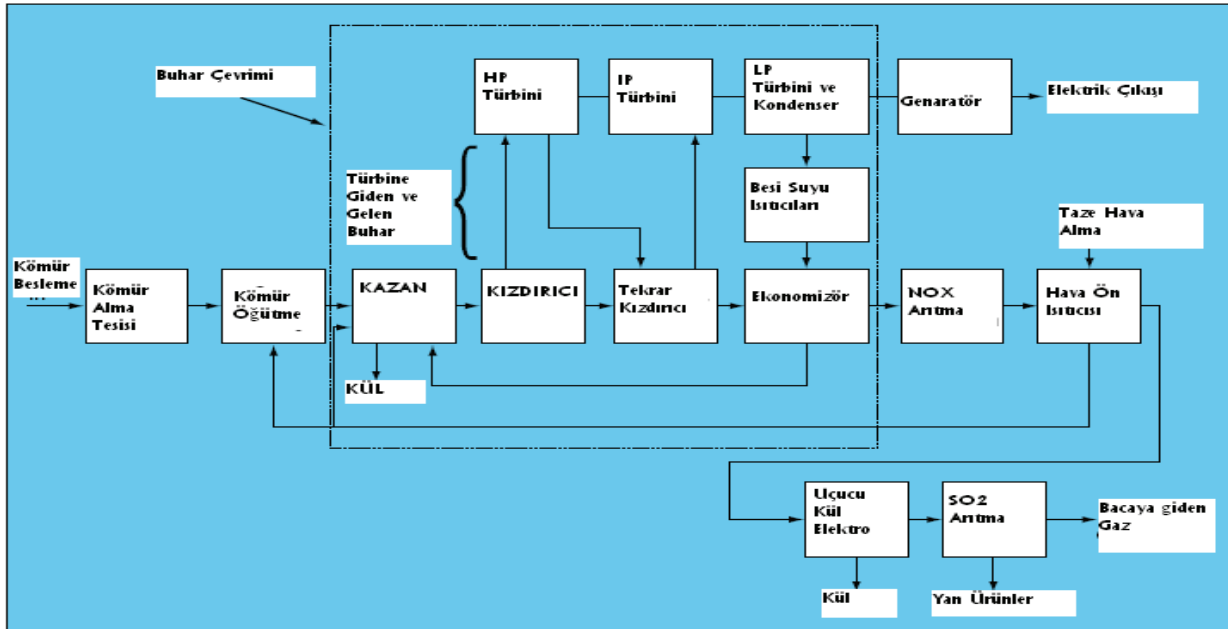 Buhar Çevrimi
HP
Türbini
IP
Türbini
LP
Türbini ve
Kondenser
Genaratör
Elektrik Çıkışı
Türbine
Giden ve
Gelen
Buhar
Besi Suyu
Isıtıcıları
Taze Hava
Alma
Kömür
Besleme
Kömür
Alma
Tesisi
Kömür
Öğütme
KAZAN
KIZDIRICI
Tekrar
Kızdırıcı
Ekonomizör
NOX
Arıtma
Hava Ön
Isıtıcısı
KÜL
Uçucu
Kül
Elektro
SO2
Arıtma
Bacaya giden
Gaz
Kül
Yan Ürünler